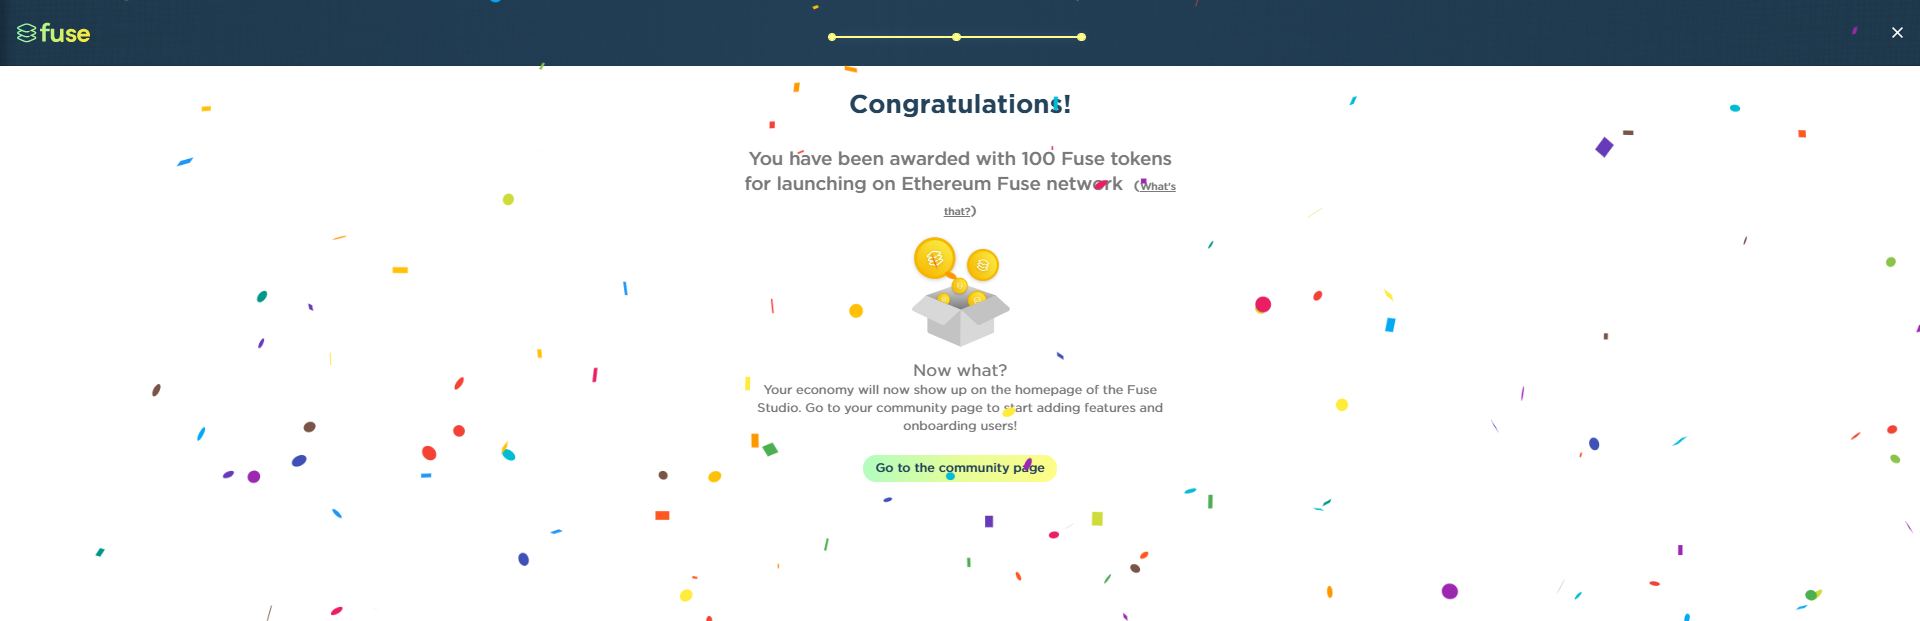 fuse
Congratulations!
You have been awarded with 100 Fuse tokens
for launching on Ethereum Fuse network (What's
that?)
Now what?
Your economy will now show up on the homepage of the Fuse
Studio. Go to your community page to start adding features and
onboarding users!
Go to the community page